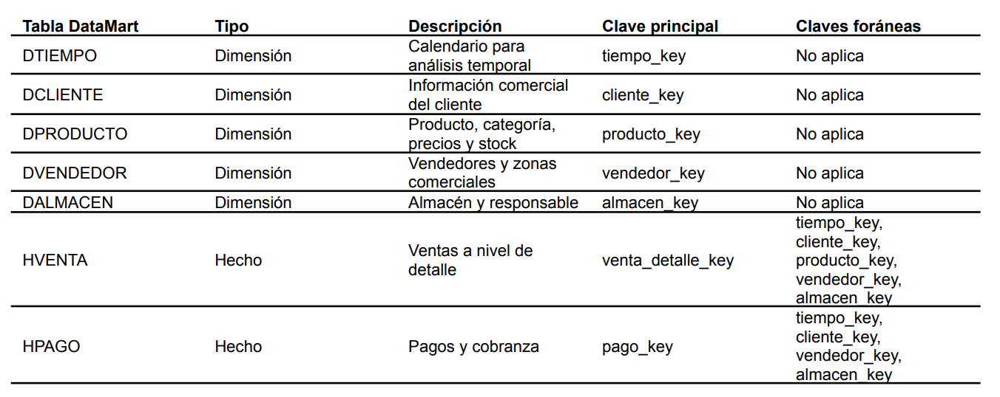 Tabla DataMart Tipo Descripción Clave principal Claves foráneas
DTIEMPO Dimensión Calendario para análisis temporal tiempo_key No aplica
DCLIENTE Dimensión Información comercial del cliente cliente_key No aplica
DPRODUCTO Dimensión Producto, categoría, precios y stock producto_key No aplica
DVENDEDOR Dimensión Vendedores y zonas comerciales vendedor_key No aplica
DALMACEN Dimensión Almacén y responsable almacen_key No aplica
HVENTA Hecho Ventas a nivel de detalle venta_detalle_key tiempo_key, cliente_key, producto_key, vendedor_key, almacen_key
HPAGO Hecho Pagos y cobranza pago_key tiempo_key, cliente_key, vendedor_key, almacen_key